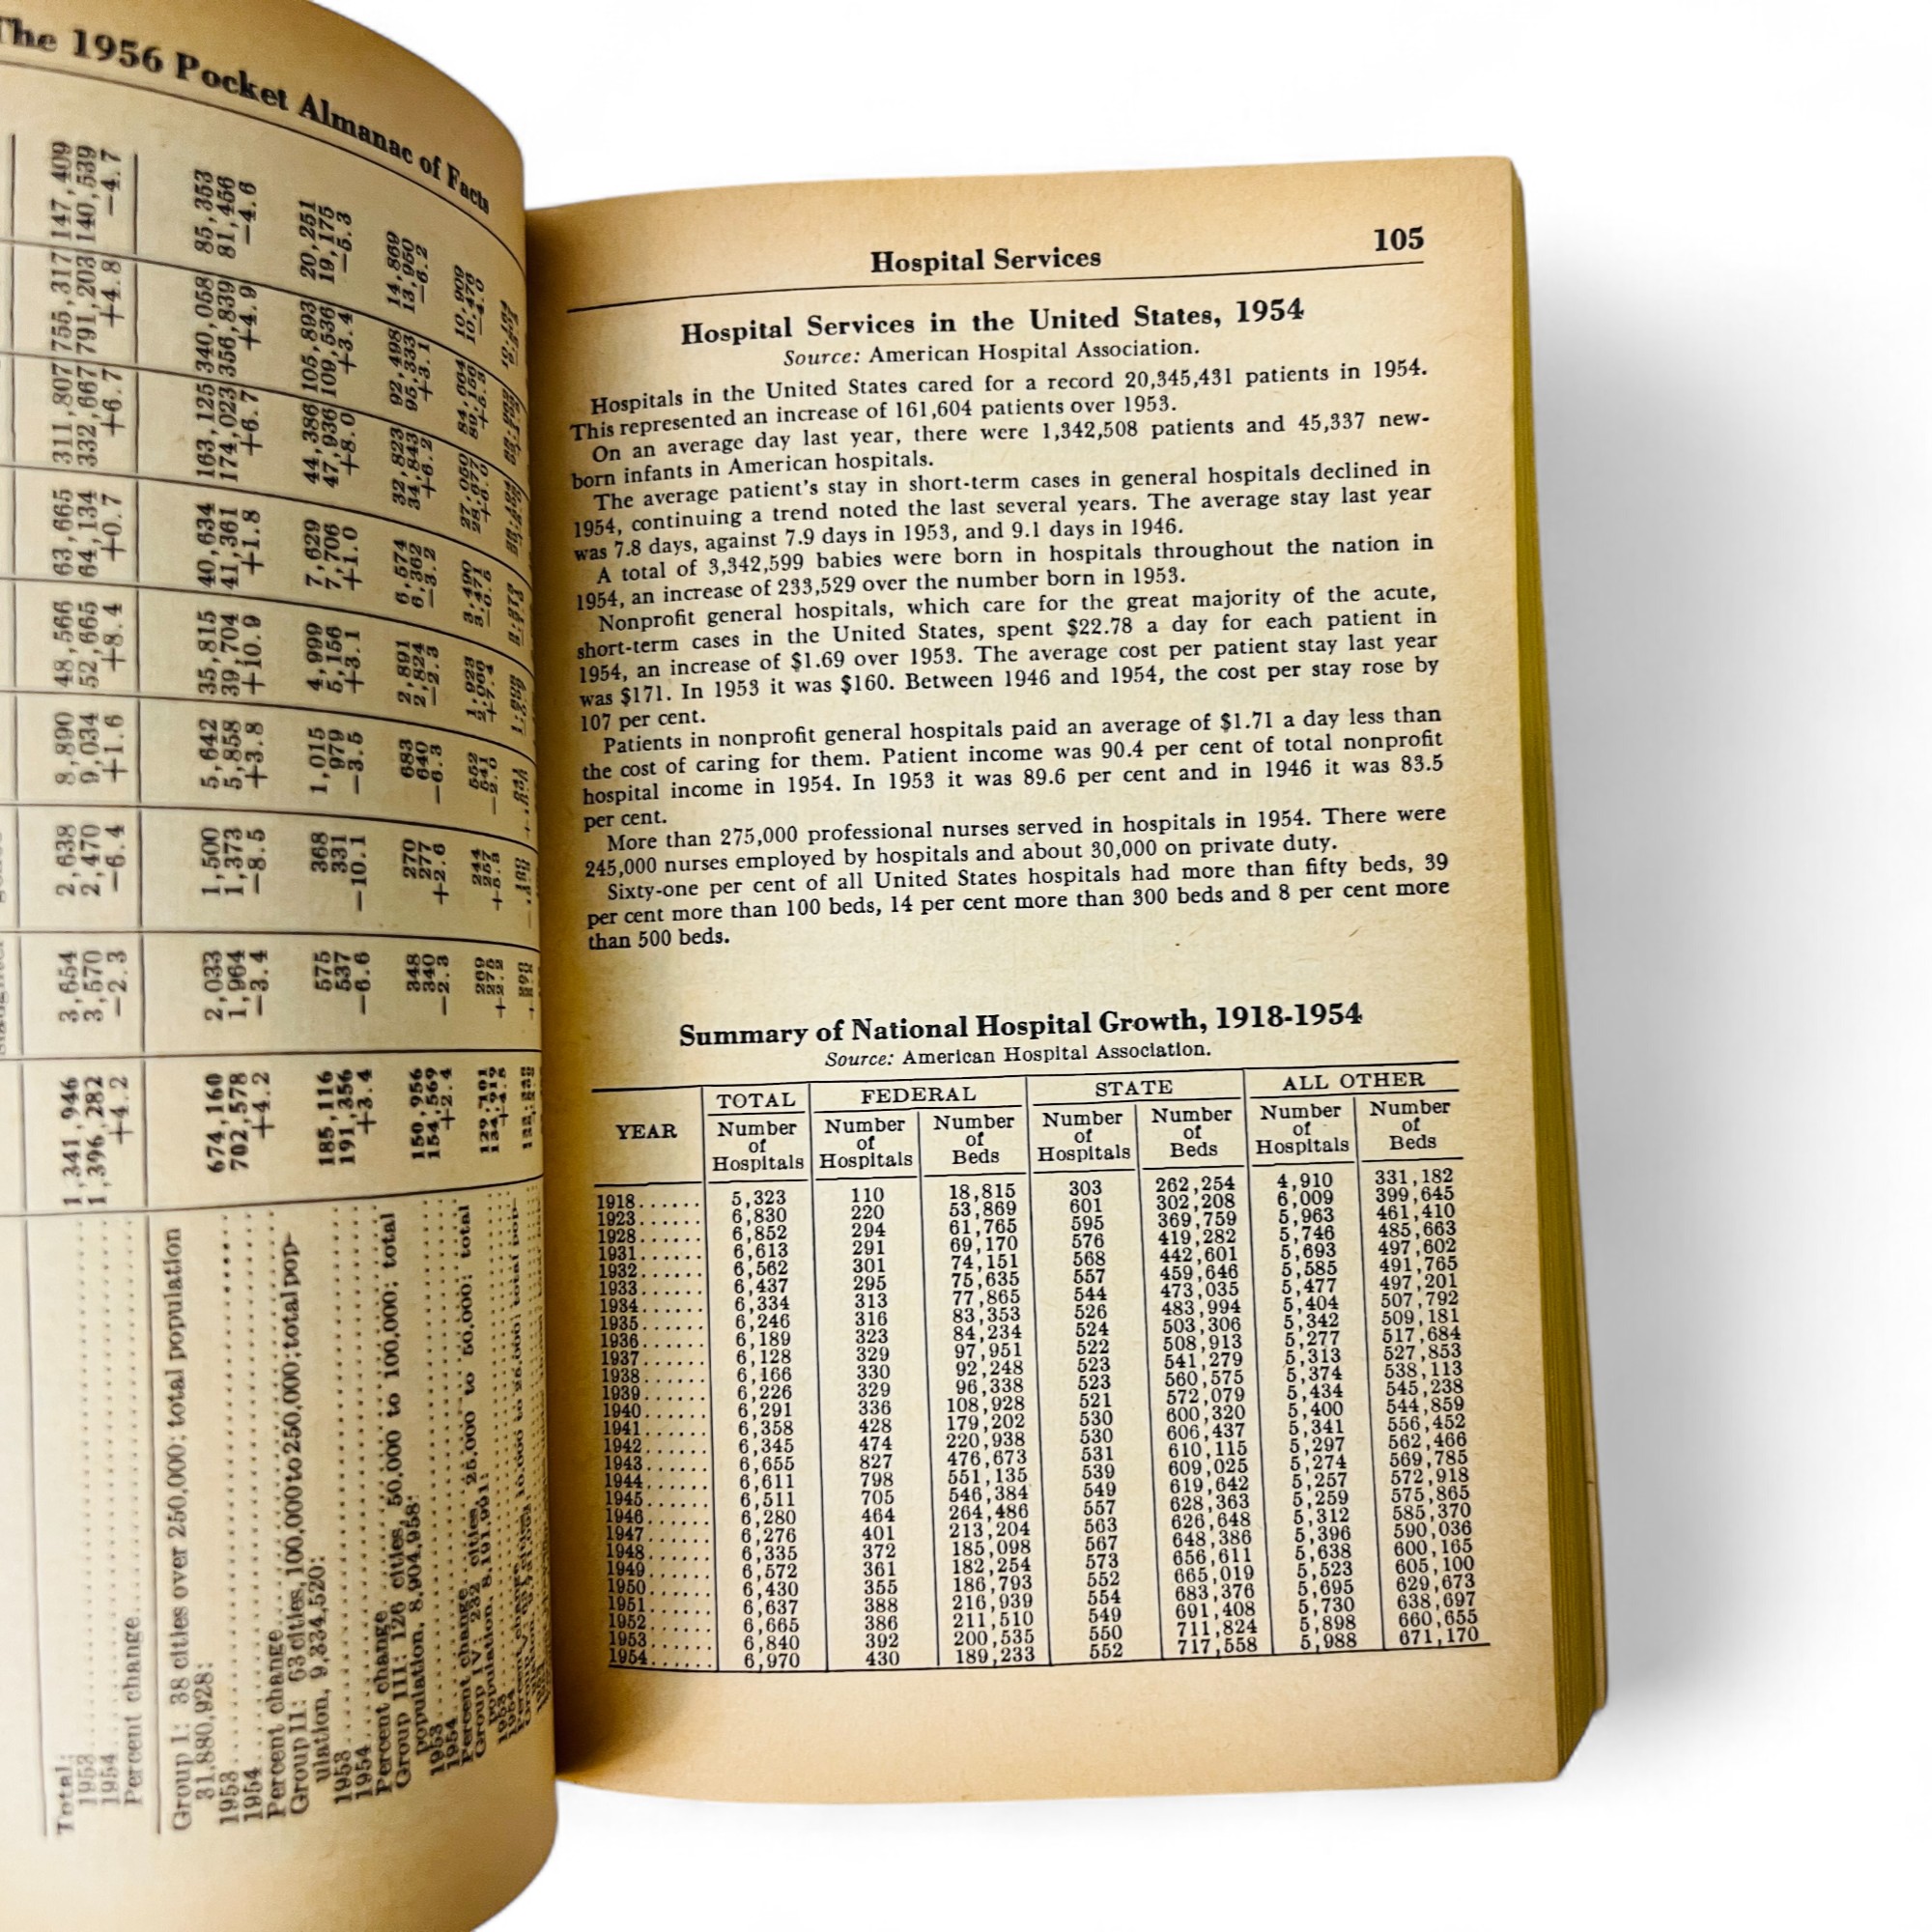 The 1956 Pocket Almanac of Facts
Total:
1953 1,341,946 3,654 2,638 8,890 48,566 63,665 311,807 755,317 147,409
1954 1,396,282 3,570 2,470 9,034 52,665 64,134 332,667 791,203 140,539
Percent change +4.2 −2.3 −6.4 +1.6 +8.4 +0.7 +6.7 +4.8 −4.7
Group I: 38 cities over 250,000; total population
31,880,928:
1953 674,160 2,033 1,500 5,642 35,815 40,634 163,125 340,058 85,353
1954 702,578 1,964 1,373 5,858 39,704 41,361 174,023 356,839 81,456
Percent change +4.2 −3.4 −8.5 +3.8 +10.9 +1.8 +6.7 +4.9 −4.6
Group II: 63 cities, 100,000 to 250,000; total pop-
ulation, 9,334,520:
1953 185,116 575 368 1,015 4,999 7,629 44,386 105,893 20,251
1954 191,356 537 331 979 5,156 7,706 47,936 109,536 19,175
Percent change +3.4 −6.6 −10.1 −3.5 +3.1 +1.0 +8.0 +3.4 −5.3
Group III: 126 cities, 50,000 to 100,000; total
population, 8,904,958:
1953 150,956 348 270 683 2,891 6,574 32,823 92,498 14,869
1954 154,569 340 277 640 2,824 6,362 34,843 95,333 13,950
Percent change +2.4 −2.3 +2.6 −6.3 −2.3 −3.2 +6.2 +3.1 −6.2
Group IV: 232 cities, 25,000 to 50,000; total
population, 8,191,991:
Hospital Services 105
Hospital Services in the United States, 1954
Source: American Hospital Association.
Hospitals in the United States cared for a record 20,345,431 patients in 1954.
This represented an increase of 161,604 patients over 1953.
On an average day last year, there were 1,342,508 patients and 45,337 new-
born infants in American hospitals.
The average patient's stay in short-term cases in general hospitals declined in
1954, continuing a trend noted the last several years. The average stay last year
was 7.8 days, against 7.9 days in 1953, and 9.1 days in 1946.
A total of 3,342,599 babies were born in hospitals throughout the nation in
1954, an increase of 233,529 over the number born in 1953.
Nonprofit general hospitals, which care for the great majority of the acute,
short-term cases in the United States, spent $22.78 a day for each patient in
1954, an increase of $1.69 over 1953. The average cost per patient stay last year
was $171. In 1953 it was $160. Between 1946 and 1954, the cost per stay rose by
107 per cent.
Patients in nonprofit general hospitals paid an average of $1.71 a day less than
the cost of caring for them. Patient income was 90.4 per cent of total nonprofit
hospital income in 1954. In 1953 it was 89.6 per cent and in 1946 it was 83.5
per cent.
More than 275,000 professional nurses served in hospitals in 1954. There were
245,000 nurses employed by hospitals and about 30,000 on private duty.
Sixty-one per cent of all United States hospitals had more than fifty beds, 39
per cent more than 100 beds, 14 per cent more than 300 beds and 8 per cent more
than 500 beds.
Summary of National Hospital Growth, 1918-1954
Source: American Hospital Association.
YEAR TOTAL FEDERAL STATE ALL OTHER
Number of Hospitals Number of Hospitals Number of Beds Number of Hospitals Number of Beds Number of Hospitals Number of Beds
1918...... 5,323 110 18,815 303 262,254 4,910 331,182
1923...... 6,830 220 53,869 601 302,208 6,009 399,645
1928...... 6,852 294 61,765 595 369,759 5,963 461,410
1931...... 6,613 291 69,170 576 419,282 5,746 485,663
1932...... 6,562 301 74,151 568 442,601 5,693 497,602
1933...... 6,437 295 75,635 557 459,646 5,585 491,765
1934...... 6,334 313 77,865 544 473,035 5,477 497,201
1935...... 6,246 316 83,353 526 483,994 5,404 507,792
1936...... 6,189 323 84,234 524 503,306 5,342 509,181
1937...... 6,128 329 97,951 522 508,913 5,277 517,684
1938...... 6,166 330 92,248 523 541,279 5,313 527,853
1939...... 6,226 329 96,338 523 560,575 5,374 538,113
1940...... 6,291 336 108,928 521 572,079 5,434 545,238
1941...... 6,358 428 179,202 530 600,320 5,400 544,859
1942...... 6,345 474 220,938 530 606,437 5,341 556,452
1943...... 6,655 827 476,673 531 610,115 5,297 562,466
1944...... 6,611 798 551,135 539 609,025 5,274 569,785
1945...... 6,511 705 546,384 549 619,642 5,257 572,918
1946...... 6,280 464 264,486 557 628,363 5,259 575,865
1947...... 6,276 401 213,204 563 626,648 5,312 585,370
1948...... 6,335 372 185,098 567 648,386 5,396 590,036
1949...... 6,572 361 182,254 573 656,611 5,638 600,165
1950...... 6,430 355 186,793 552 665,019 5,523 605,100
1951...... 6,637 388 216,939 554 683,376 5,695 629,673
1952...... 6,665 386 211,510 549 691,408 5,730 638,697
1953...... 6,840 392 200,535 550 711,824 5,898 660,655
1954...... 6,970 430 189,233 552 717,558 5,988 671,170